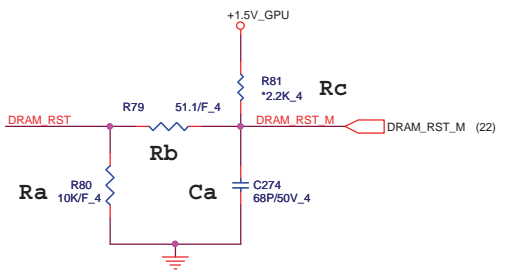 +1.5V_GPU
R81
*2.2K_4
Rc
R79
51.1/F_4
DRAM_RST
DRAM_RST_M
DRAM_RST_M (22)
Rb
Ra
R80
10K/F_4
Ca
C274
68P/50V_4